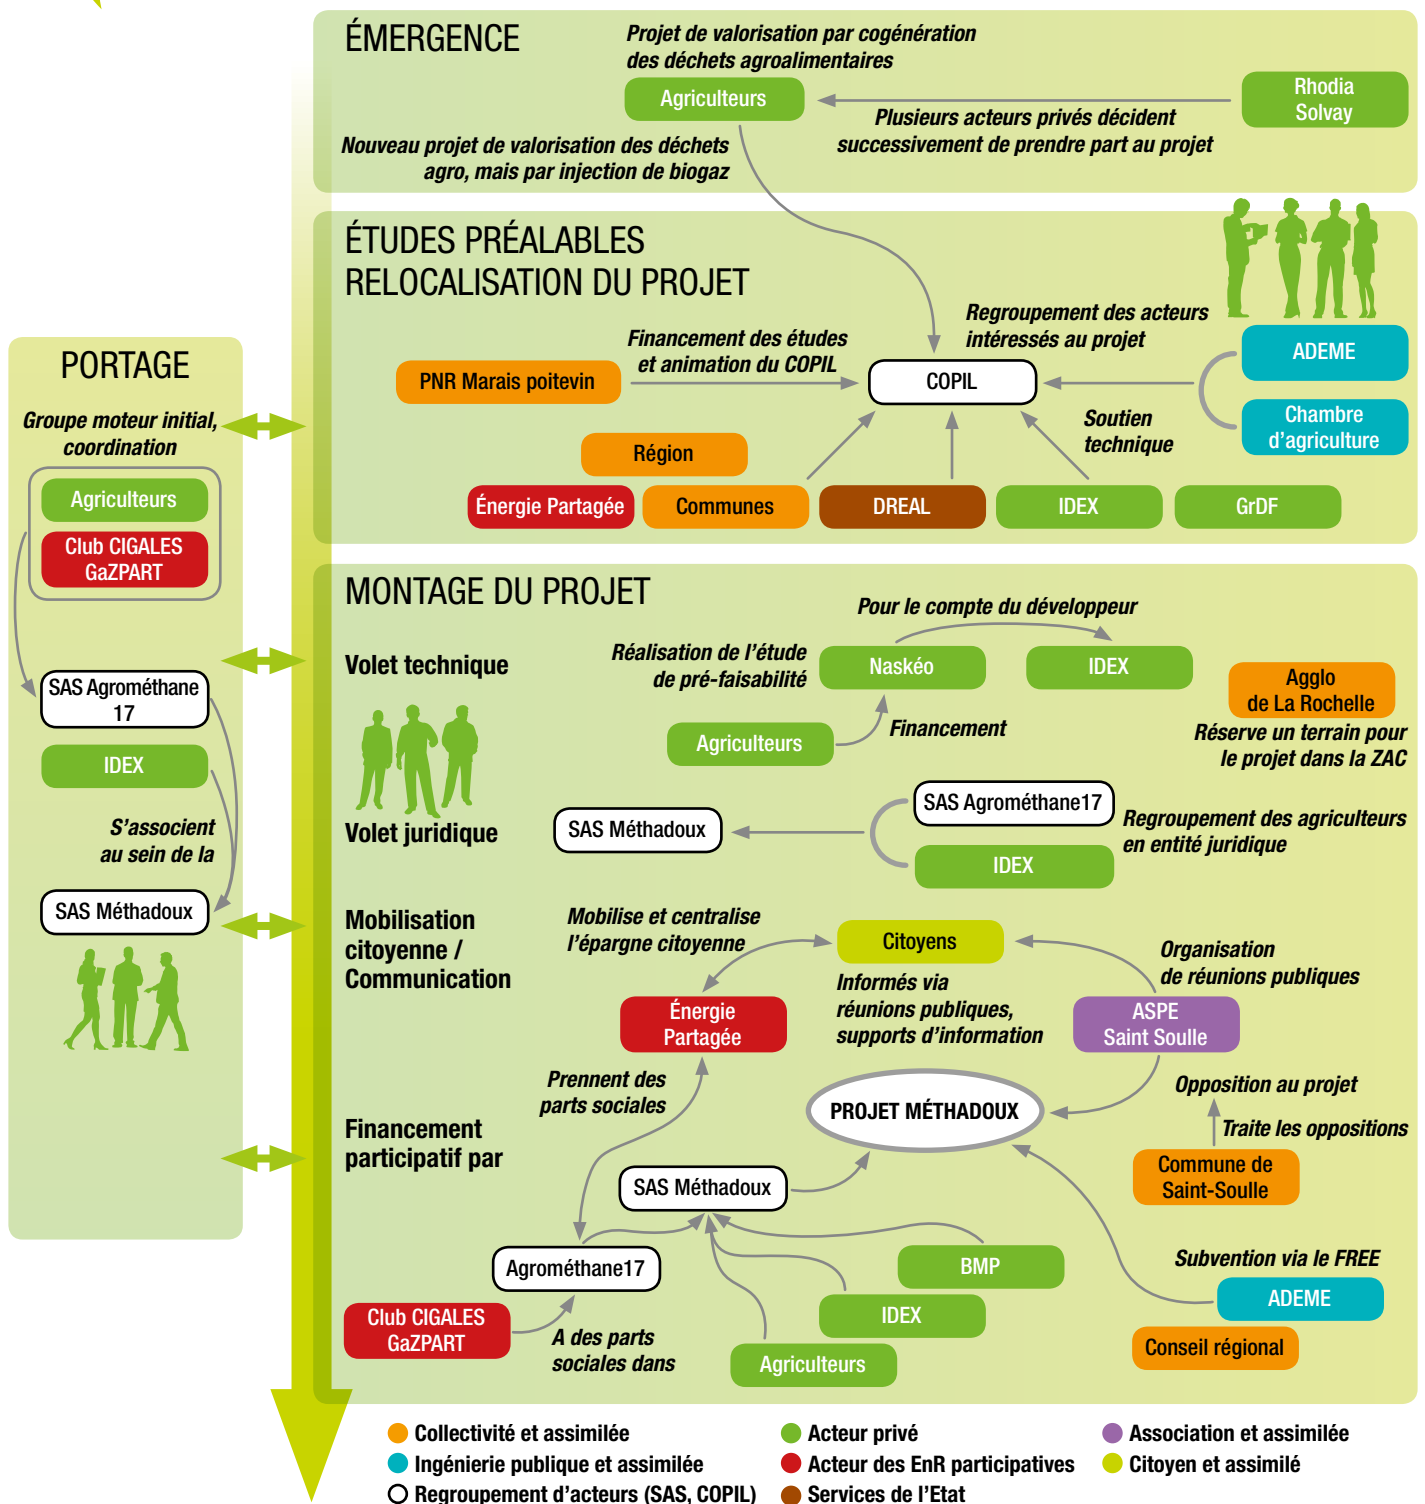 ÉMERGENCE
Projet de valorisation par cogénération
des déchets agroalimentaires
Agriculteurs
Rhodia
Solvay
Plusieurs acteurs privés décident
successivement de prendre part au projet
Nouveau projet de valorisation des déchets
agro, mais par injection de biogaz
ÉTUDES PRÉALABLES
RELOCALISATION DU PROJET
Regroupement des acteurs
intéressés au projet
Financement des études
et animation du COPIL
PNR Marais poitevin
COPIL
ADEME
Chambre
d'agriculture
Soutien
technique
Région
Énergie Partagée
Communes
DREAL
IDEX
GrDF
PORTAGE
Groupe moteur initial,
coordination
Agriculteurs
Club CIGALES
GaZPART
SAS Agrométhane
17
IDEX
S'associent
au sein de la
SAS Méthadoux
MONTAGE DU PROJET
Pour le compte du développeur
Volet technique
Réalisation de l'étude
de pré-faisabilité
Naskéo
IDEX
Agglo
de La Rochelle
Réserve un terrain pour
le projet dans la ZAC
Agriculteurs
Financement
Volet juridique
SAS Méthadoux
SAS Agrométhane17
IDEX
Regroupement des agriculteurs
en entité juridique
Mobilisation
citoyenne /
Communication
Mobilise et centralise
l'épargne citoyenne
Citoyens
Informés via
réunions publiques,
supports d'information
Organisation
de réunions publiques
Énergie
Partagée
ASPE
Saint Soulle
Prennent des
parts sociales
PROJET MÉTHADOUX
Opposition au projet
Traite les oppositions
Commune de
Saint-Soulle
Financement
participatif par
SAS Méthadoux
Agrométhane17
BMP
IDEX
Agriculteurs
Club CIGALES
GaZPART
A des parts
sociales dans
Subvention via le FREE
ADEME
Conseil régional
Collectivité et assimilée
Acteur privé
Association et assimilée
Ingénierie publique et assimilée
Acteur des EnR participatives
Citoyen et assimilé
Regroupement d'acteurs (SAS, COPIL)
Services de l'Etat